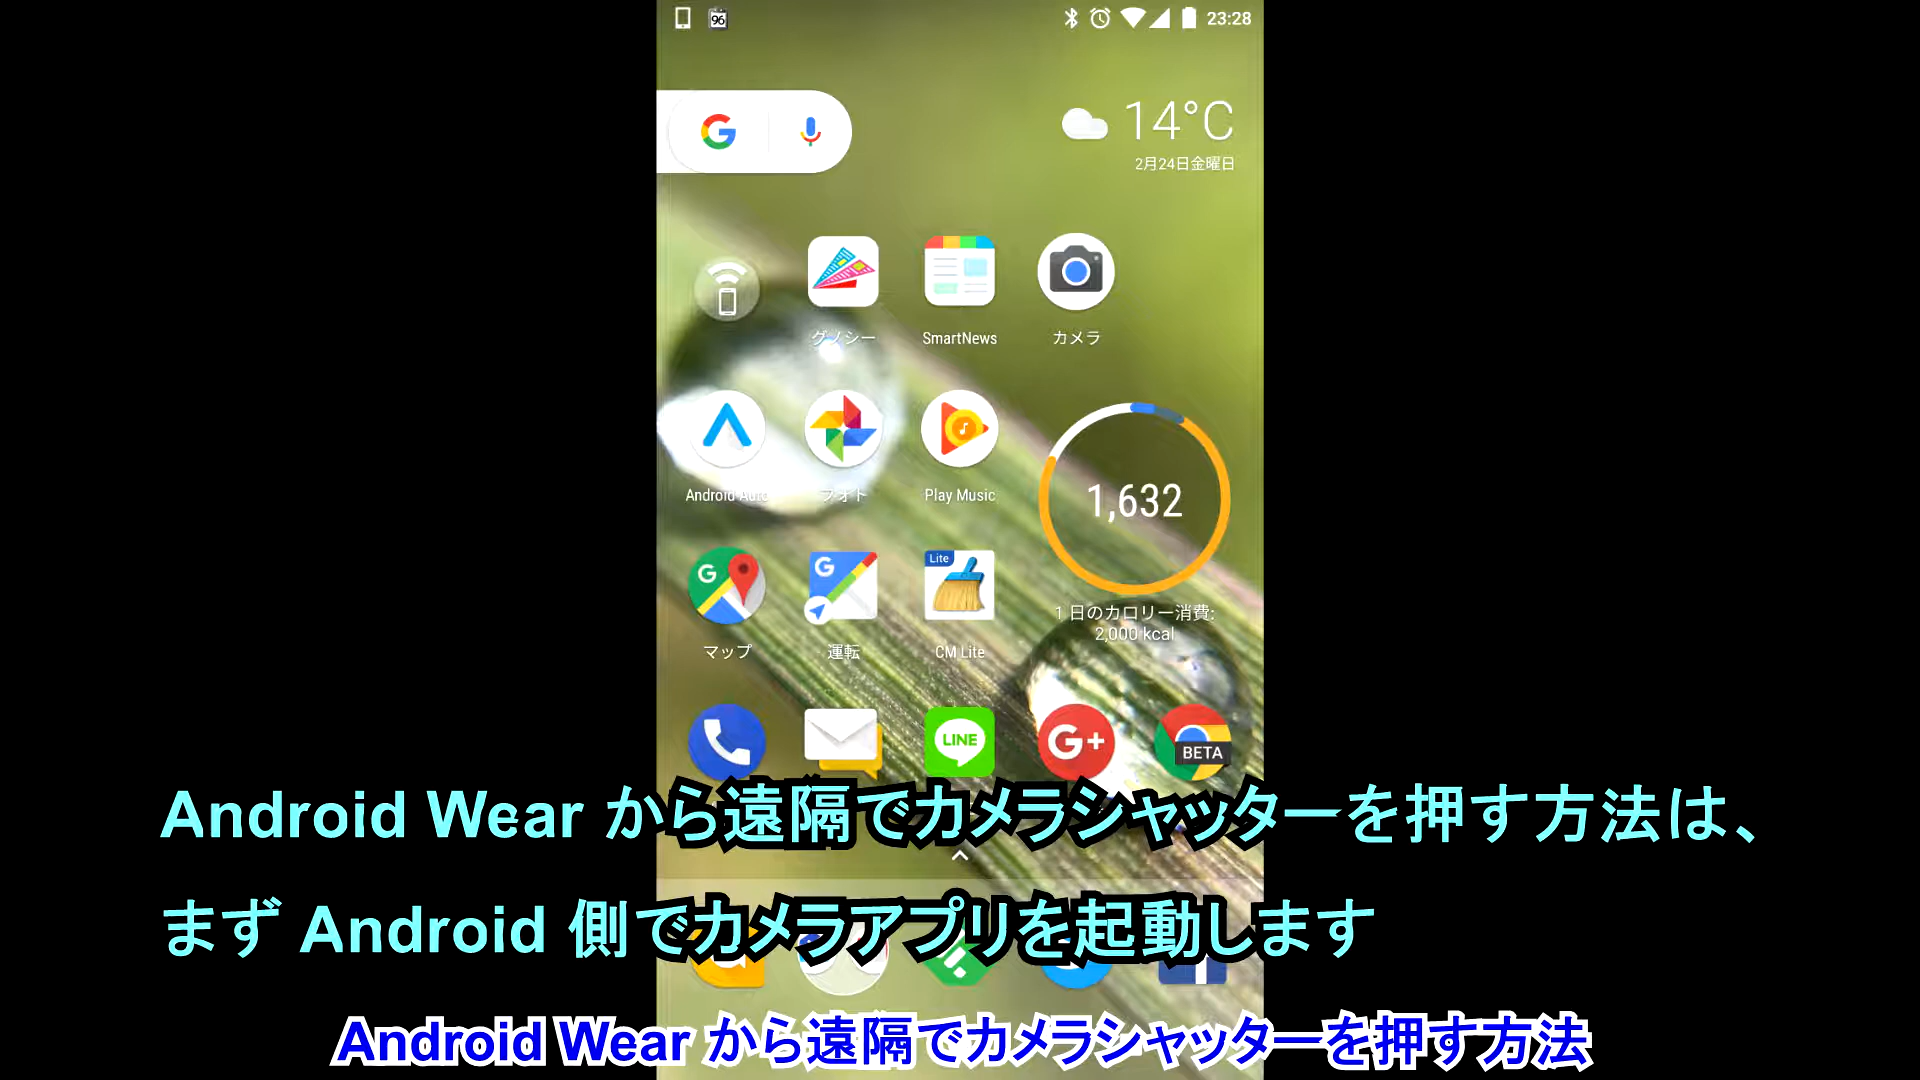 96
23:28
14°C
2月24日金曜日
グノシー
SmartNews
カメラ
Android Auto
フォト
Play Music
1,632
1日のカロリー消費:
2,000 kcal
Lite
マップ
運転
CM Lite
LINE
G+
BETA
Android Wear から遠隔でカメラシャッターを押す方法は、
まず Android 側でカメラアプリを起動します
Android Wear から遠隔でカメラシャッターを押す方法